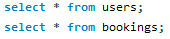 select * from users;
select * from bookings;